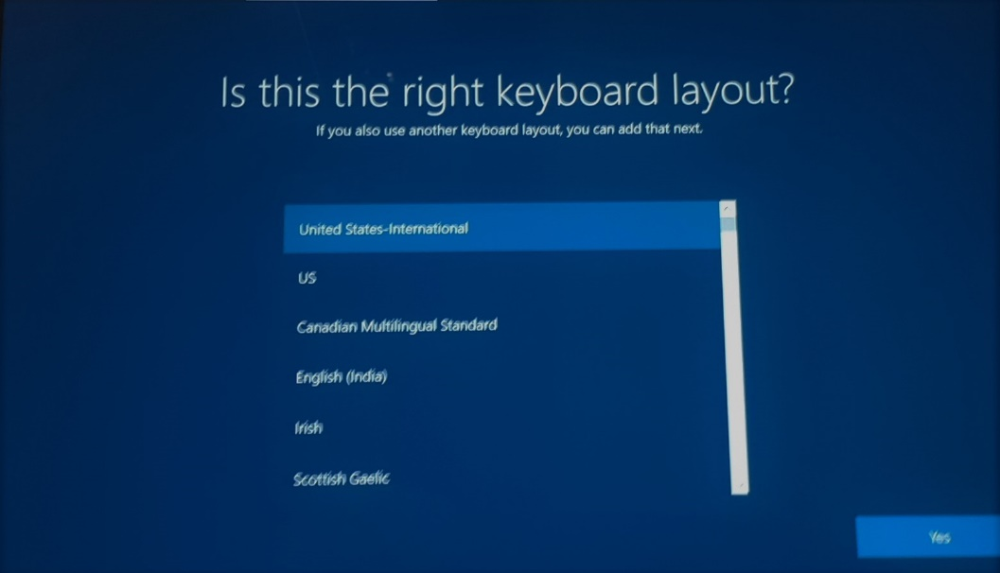 Is this the right keyboard layout?
If you also use another keyboard layout, you can add that next.
United States-International
US
Canadian Multilingual Standard
English (India)
Irish
Scottish Gaelic
Yes